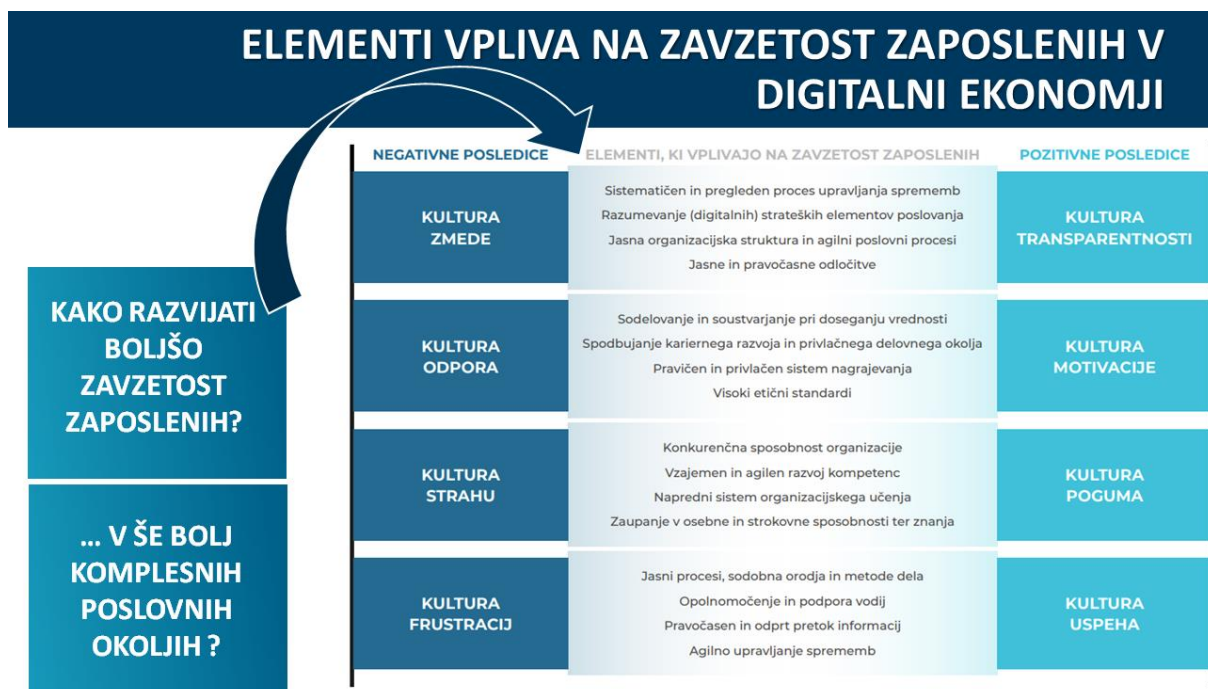 ELEMENTI VPLIVA NA ZAVZETOST ZAPOSLENIH V
DIGITALNI EKONOMJI
KAKO RAZVIJATI
BOLJŠO
ZAVZETOST
ZAPOSLENIH?
... V ŠE BOLJ
KOMPLESNIH
POSLOVNIH
OKOLJIH ?
NEGATIVNE POSLEDICE
ELEMENTI, KI VPLIVAJO NA ZAVZETOST ZAPOSLENIH
POZITIVNE POSLEDICE
KULTURA
ZMEDE
Sistematičen in pregleden proces upravljanja sprememb
Razumevanje (digitalnih) strateških elementov poslovanja
Jasna organizacijska struktura in agilni poslovni procesi
Jasne in pravočasne odločitve
KULTURA
TRANSPARENTNOSTI
KULTURA
ODPORA
Sodelovanje in soustvarjanje pri doseganju vrednosti
Spodbujanje kariernega razvoja in privlačnega delovnega okolja
Pravičen in privlačen sistem nagrajevanja
Visoki etični standardi
KULTURA
MOTIVACIJE
KULTURA
STRAHU
Konkurenčna sposobnost organizacije
Vzajemen in agilen razvoj kompetenc
Napredni sistem organizacijskega učenja
Zaupanje v osebne in strokovne sposobnosti ter znanja
KULTURA
POGUMA
KULTURA
FRUSTRACIJ
Jasni procesi, sodobna orodja in metode dela
Opolnomočenje in podpora vodij
Pravočasen in odprt pretok informacij
Agilno upravljanje sprememb
KULTURA
USPEHA